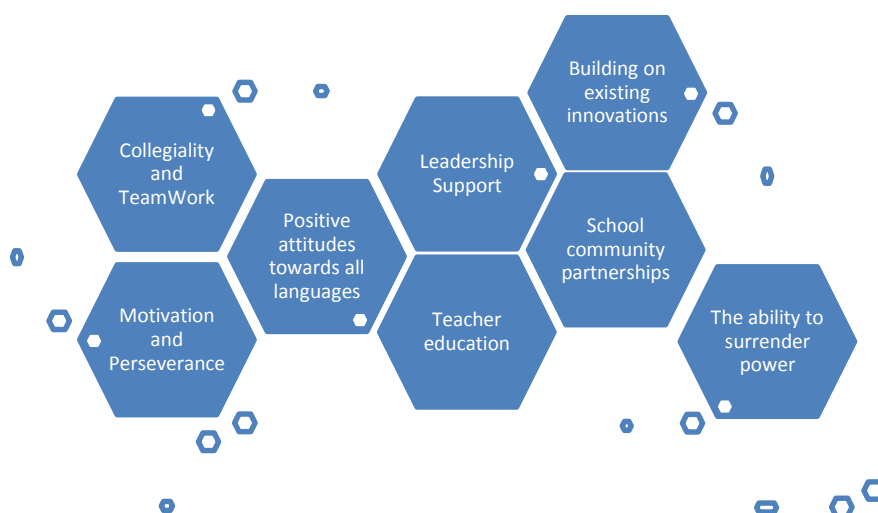 Collegiality
and
TeamWork
Motivation
and
Perseverance
Positive
attitudes
towards all
languages
Leadership
Support
Teacher
education
Building on
existing
innovations
School
community
partnerships
The ability to
surrender
power